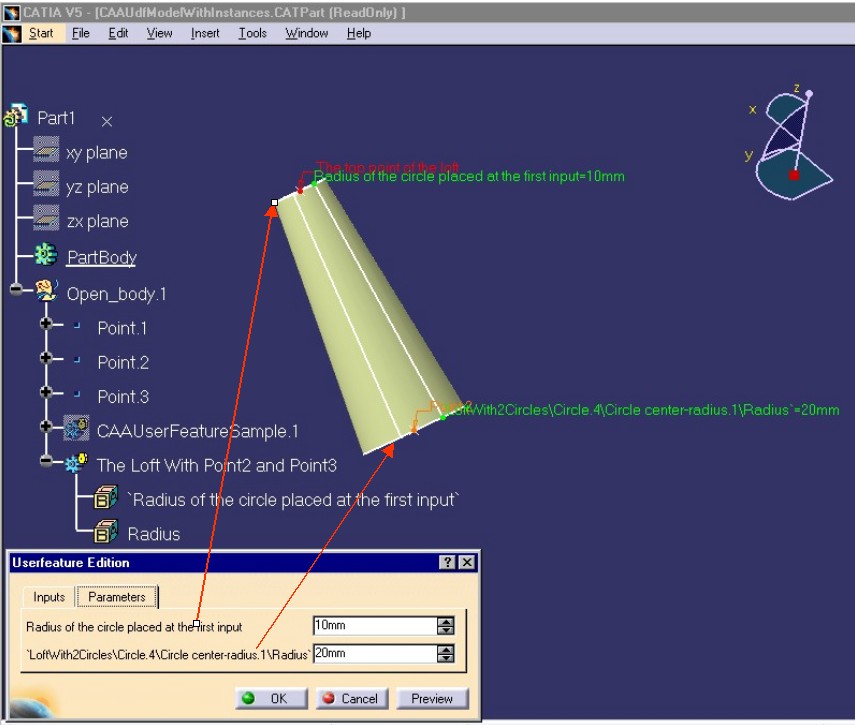 CATIA V5 - [CAAUdfModelWithInstances.CATPart (ReadOnly) ]
Start File Edit View Insert Tools Window Help
z
x
y
Part1
xy plane
yz plane
zx plane
PartBody
Open_body.1
Point.1
Point.2
Point.3
CAAUserFeatureSample.1
The Loft With Point2 and Point3
`Radius of the circle placed at the first input`
Radius
The top point of the loft
Radius of the circle placed at the first input=10mm
With2Circles\Circle.4\Circle center-radius.1\Radius`=20mm
Userfeature Edition
Inputs Parameters
Radius of the circle placed at the first input 10mm
`LoftWith2Circles\Circle.4\Circle center-radius.1\Radius` 20mm
OK Cancel Preview